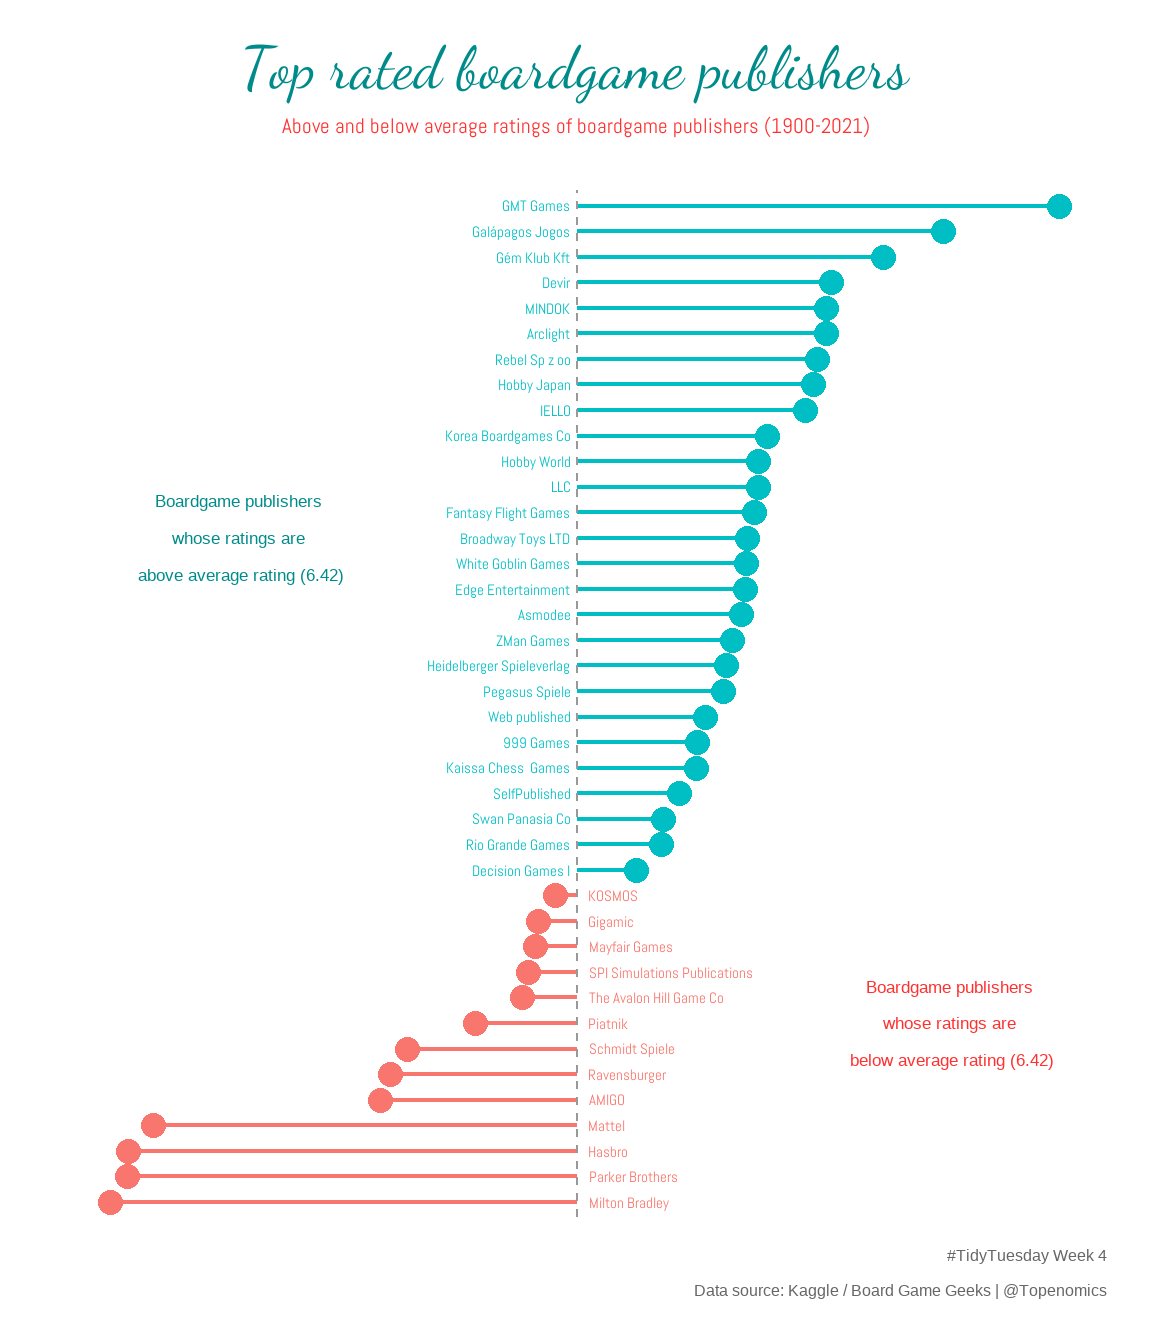 Top rated boardgame publishers
Above and below average ratings of boardgame publishers (1900-2021)
GMT Games
Galápagos Jogos
Gém Klub Kft
Devir
MINDOK
Arclight
Rebel Sp z oo
Hobby Japan
IELLO
Korea Boardgames Co
Hobby World
LLC
Fantasy Flight Games
Broadway Toys LTD
White Goblin Games
Edge Entertainment
Asmodee
ZMan Games
Heidelberger Spieleverlag
Pegasus Spiele
Web published
999 Games
Kaissa Chess  Games
SelfPublished
Swan Panasia Co
Rio Grande Games
Decision Games I
Boardgame publishers
whose ratings are
above average rating (6.42)
KOSMOS
Gigamic
Mayfair Games
SPI Simulations Publications
The Avalon Hill Game Co
Piatnik
Schmidt Spiele
Ravensburger
AMIGO
Mattel
Hasbro
Parker Brothers
Milton Bradley
Boardgame publishers
whose ratings are
below average rating (6.42)
#TidyTuesday Week 4
Data source: Kaggle / Board Game Geeks | @Topenomics